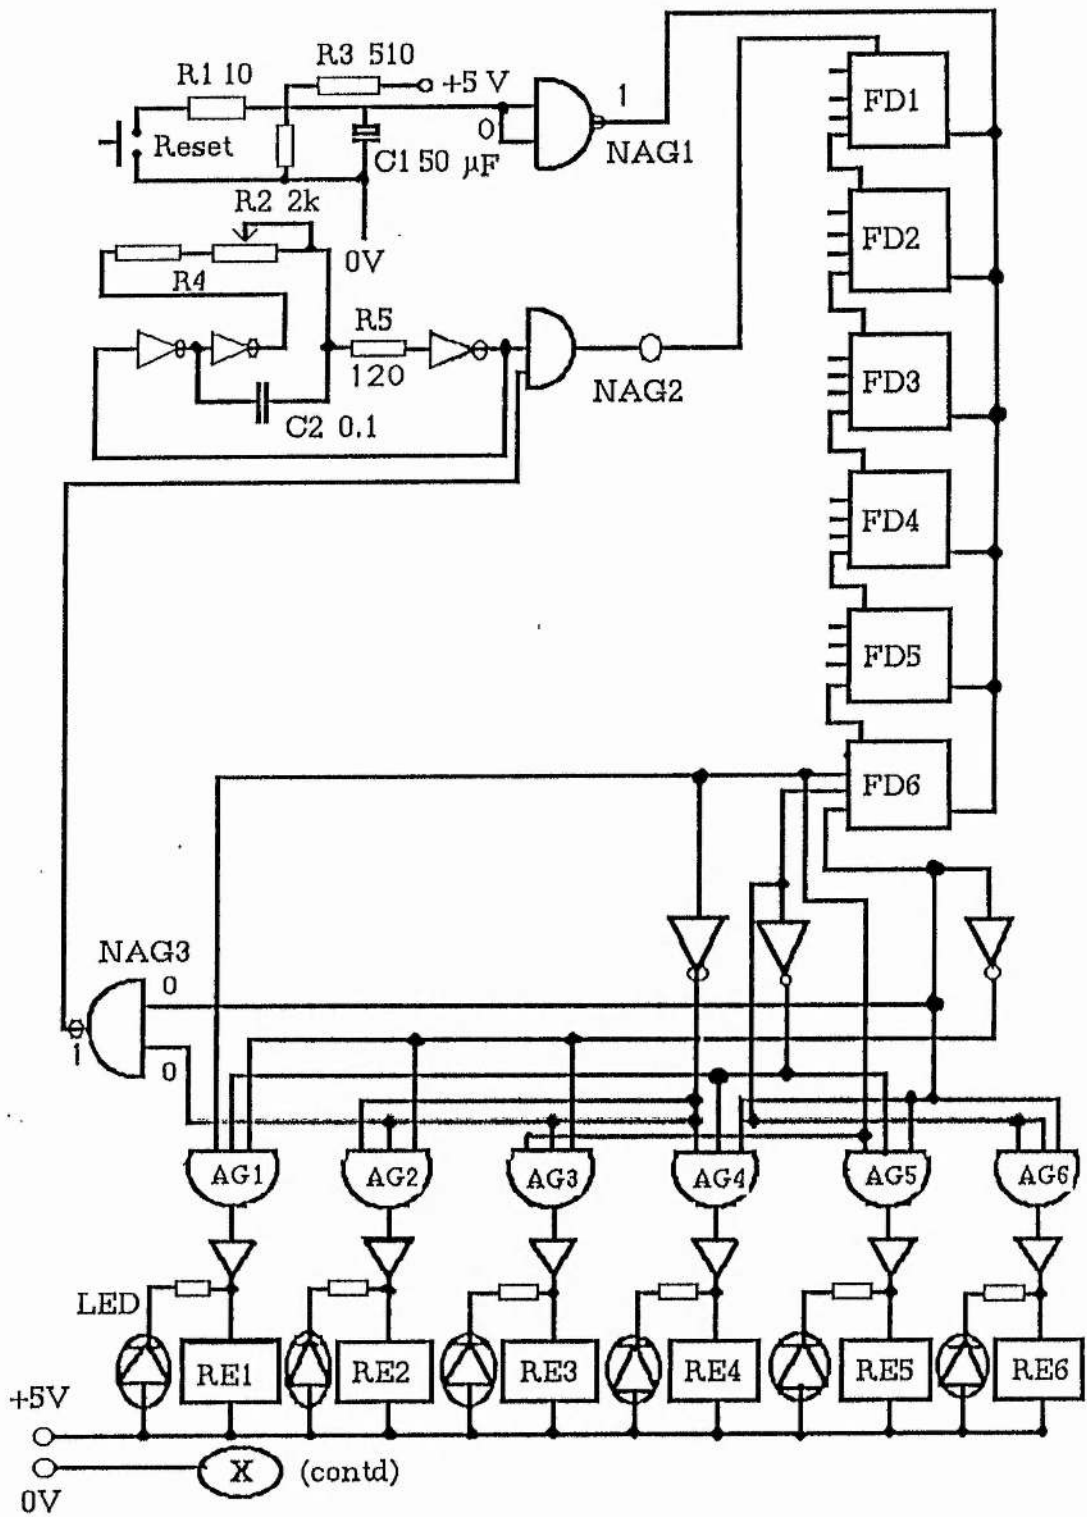 R3 510
R1 10
+5 V
1
FD1
Reset
0
NAG1
C1 50 µF
R2 2k
0V
FD2
R4
R5
120
NAG2
C2 0.1
FD3
FD4
FD5
FD6
NAG3
0
1
0
AG1
AG2
AG3
AG4
AG5
AG6
LED
RE1
RE2
RE3
RE4
RE5
RE6
+5V
X (contd)
0V